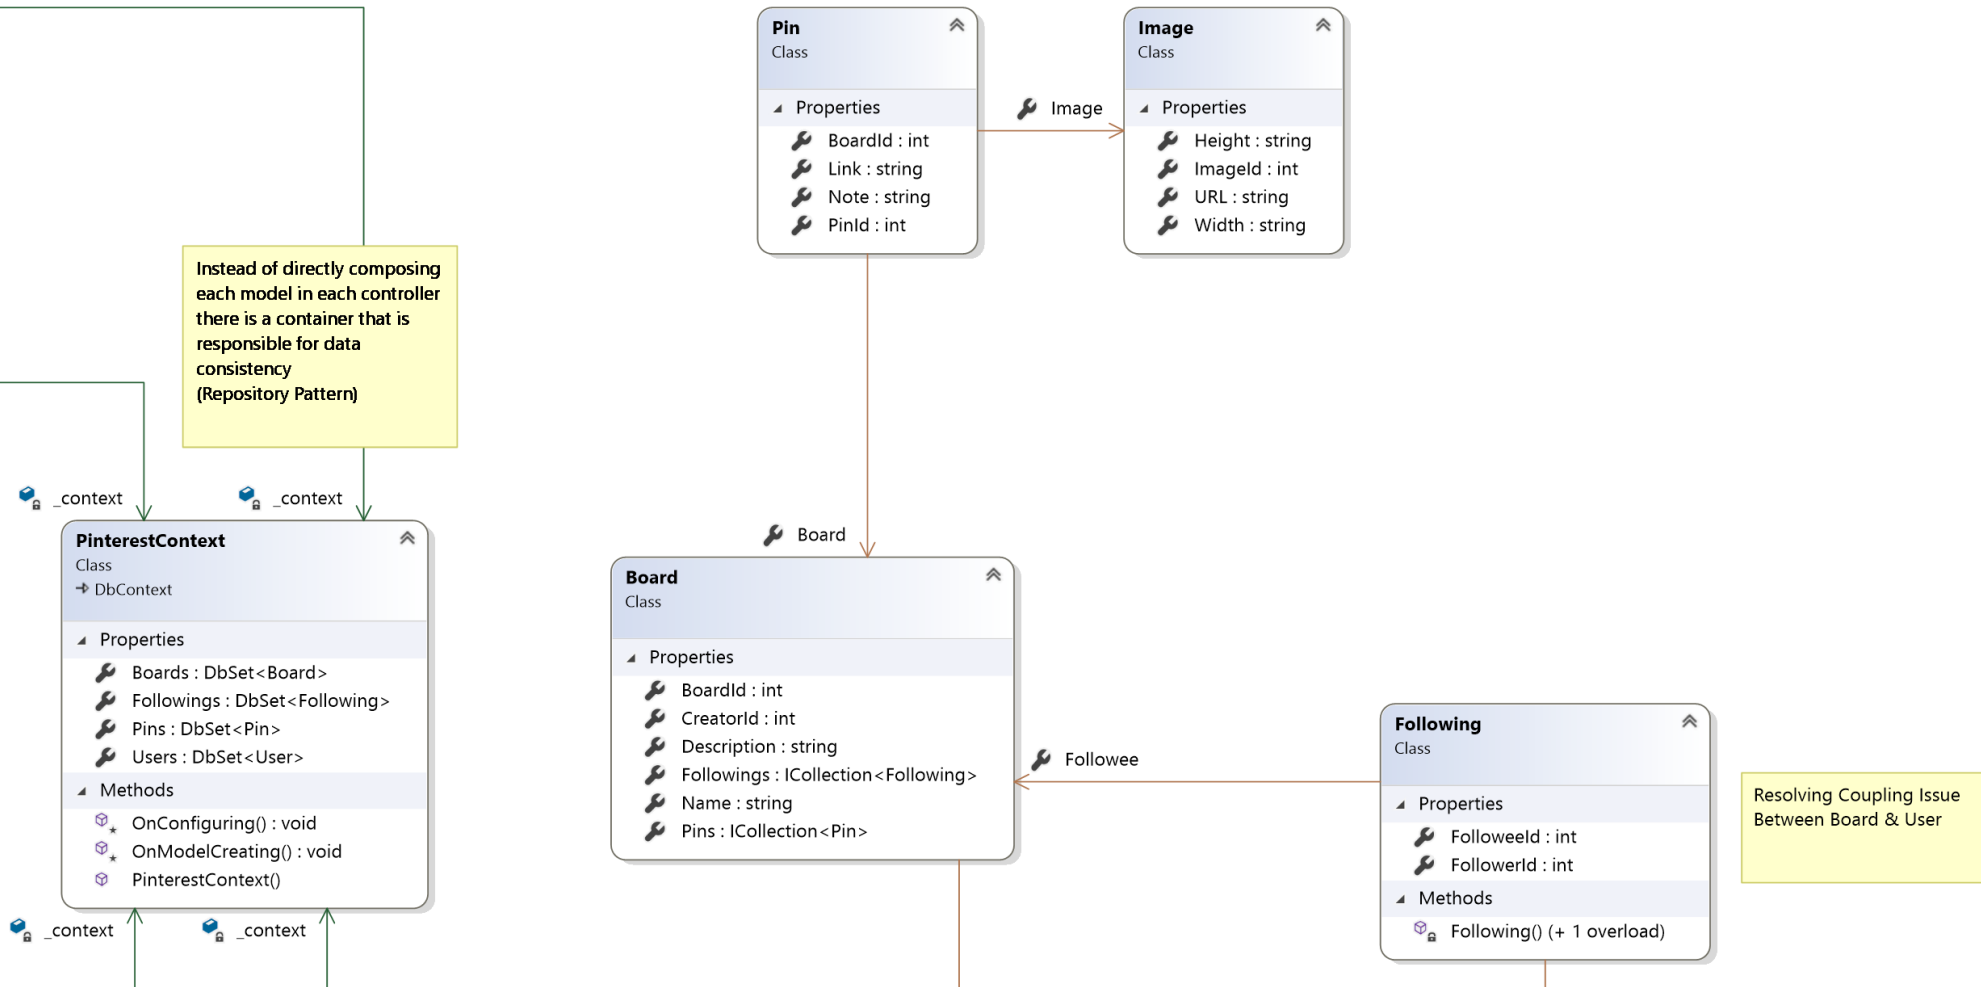 Pin
Class
Properties
BoardId : int
Link : string
Note : string
PinId : int
Image
Image
Class
Properties
Height : string
ImageId : int
URL : string
Width : string
Instead of directly composing
each model in each controller
there is a container that is
responsible for data
consistency
(Repository Pattern)
_context
_context
PinterestContext
Class
DbContext
Properties
Boards : DbSet<Board>
Followings : DbSet<Following>
Pins : DbSet<Pin>
Users : DbSet<User>
Methods
OnConfiguring() : void
OnModelCreating() : void
PinterestContext()
_context
_context
Board
Board
Class
Properties
BoardId : int
CreatorId : int
Description : string
Followings : ICollection<Following>
Name : string
Pins : ICollection<Pin>
Followee
Following
Class
Properties
FolloweeId : int
FollowerId : int
Methods
Following() (+ 1 overload)
Resolving Coupling Issue
Between Board & User